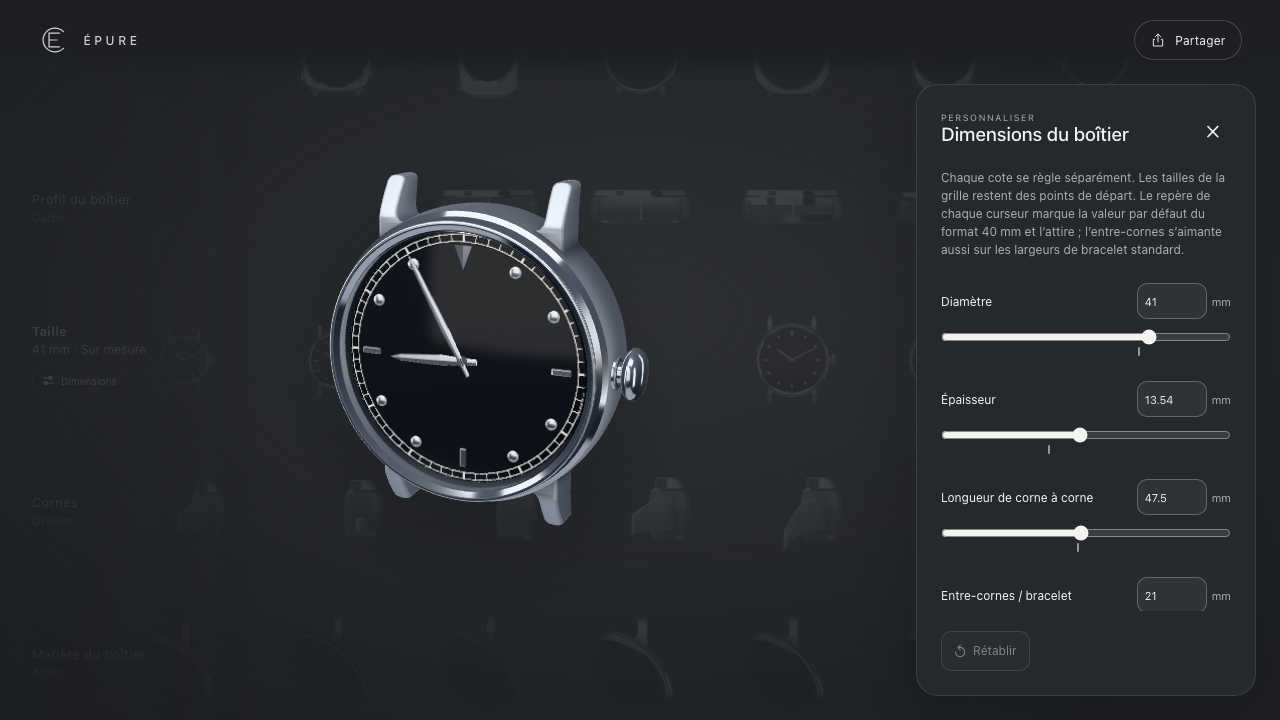 ÉPURE
Partager
Rond
Profil du boîtier
Galbé
Taille
41 mm · Sur mesure
Dimensions
Cornes
Droites
Matière du boîtier
Acier
PERSONNALISER
Dimensions du boîtier
Chaque cote se règle séparément. Les tailles de la
grille restent des points de départ. Le repère de
chaque curseur marque la valeur par défaut du
format 40 mm et l’attire ; l’entre-cornes s’aimante
aussi sur les largeurs de bracelet standard.
Diamètre 41 mm
Épaisseur 13.54 mm
Longueur de corne à corne 47.5 mm
Entre-cornes / bracelet 21 mm
Rétablir